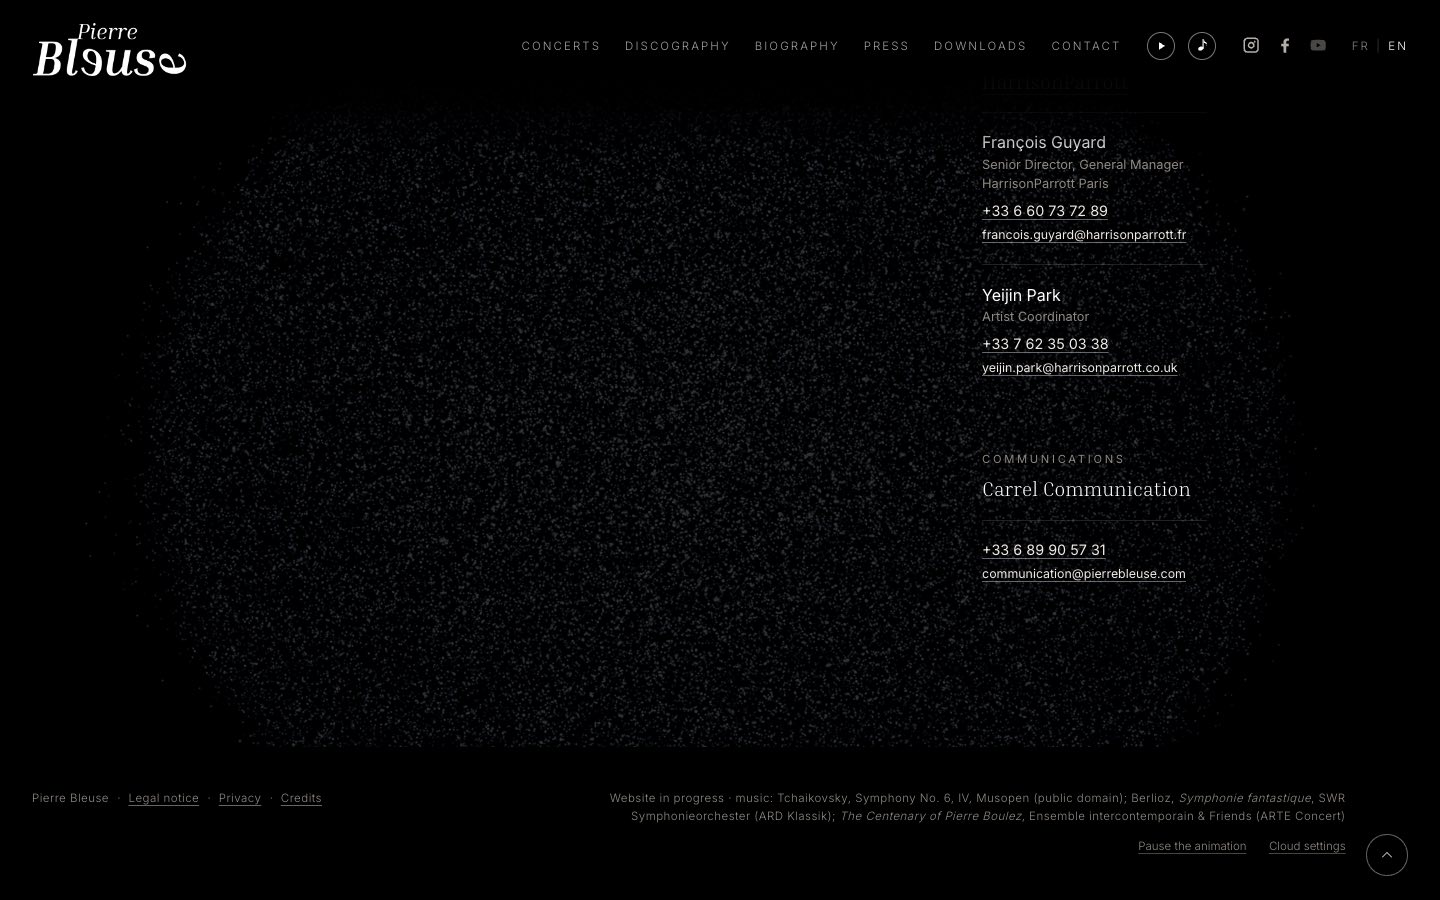 Pierre
Bleuse
CONCERTS DISCOGRAPHY BIOGRAPHY PRESS DOWNLOADS CONTACT FR | EN
HarrisonParrott
François Guyard
Senior Director, General Manager
HarrisonParrott Paris
+33 6 60 73 72 89
francois.guyard@harrisonparrott.fr
Yeijin Park
Artist Coordinator
+33 7 62 35 03 38
yeijin.park@harrisonparrott.co.uk
COMMUNICATIONS
Carrel Communication
+33 6 89 90 57 31
communication@pierrebleuse.com
Pierre Bleuse · Legal notice · Privacy · Credits
Website in progress · music: Tchaikovsky, Symphony No. 6, IV, Musopen (public domain); Berlioz, Symphonie fantastique, SWR
Symphonieorchester (ARD Klassik); The Centenary of Pierre Boulez, Ensemble intercontemporain & Friends (ARTE Concert)
Pause the animation Cloud settings